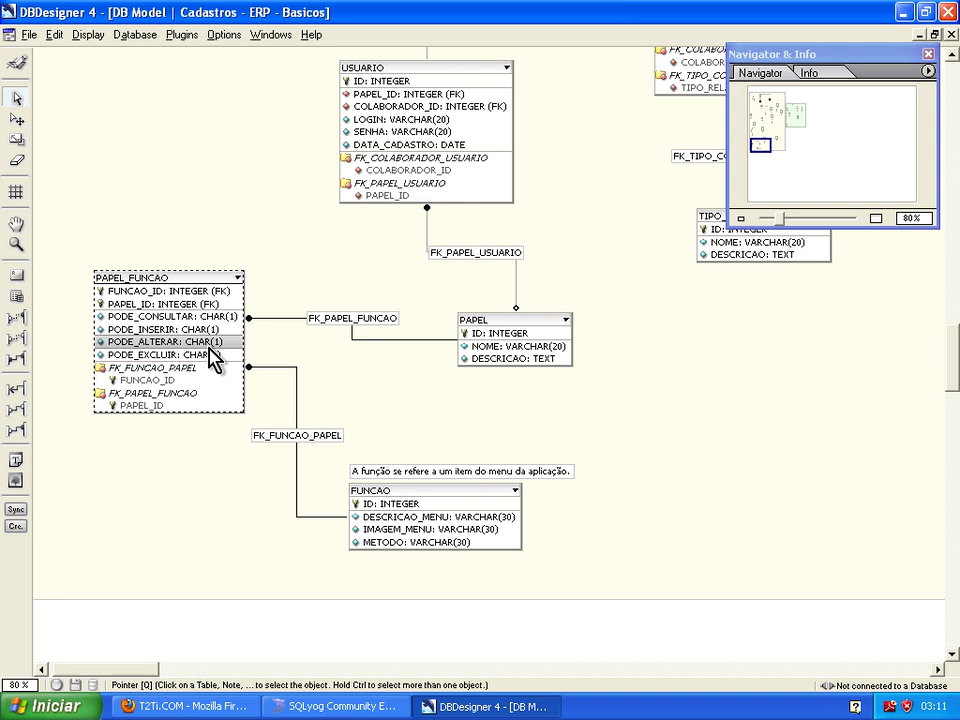 DBDesigner 4 - [DB Model | Cadastros - ERP - Basicos]
File Edit Display Database Plugins Options Windows Help
USUARIO
ID: INTEGER
PAPEL_ID: INTEGER (FK)
COLABORADOR_ID: INTEGER (FK)
LOGIN: VARCHAR(20)
SENHA: VARCHAR(20)
DATA_CADASTRO: DATE
FK_COLABORADOR_USUARIO
COLABORADOR_ID
FK_PAPEL_USUARIO
PAPEL_ID
FK_TIPO_CO
TIPO_REL
FK_TIPO_CO
Navigator & Info
Navigator Info
80%
TIPO_
ID: INTEGER
NOME: VARCHAR(20)
DESCRICAO: TEXT
FK_PAPEL_USUARIO
PAPEL_FUNCAO
FUNCAO_ID: INTEGER (FK)
PAPEL_ID: INTEGER (FK)
PODE_CONSULTAR: CHAR(1)
PODE_INSERIR: CHAR(1)
PODE_ALTERAR: CHAR(1)
PODE_EXCLUIR: CHAR
FK_FUNCAO_PAPEL
FUNCAO_ID
FK_PAPEL_FUNCAO
PAPEL_ID
FK_PAPEL_FUNCAO
PAPEL
ID: INTEGER
NOME: VARCHAR(20)
DESCRICAO: TEXT
FK_FUNCAO_PAPEL
A função se refere a um item do menu da aplicação.
FUNCAO
ID: INTEGER
DESCRICAO_MENU: VARCHAR(30)
IMAGEM_MENU: VARCHAR(30)
METODO: VARCHAR(30)
Sync
Cre.
80 % Pointer [Q] (Click on a Table, Note, ... to select the object. Hold Ctrl to select more than one object.) Not connected to a Database
Iniciar T2Ti.COM - Mozilla Fir... SQLyog Community E... DBDesigner 4 - [DB M... 03:11